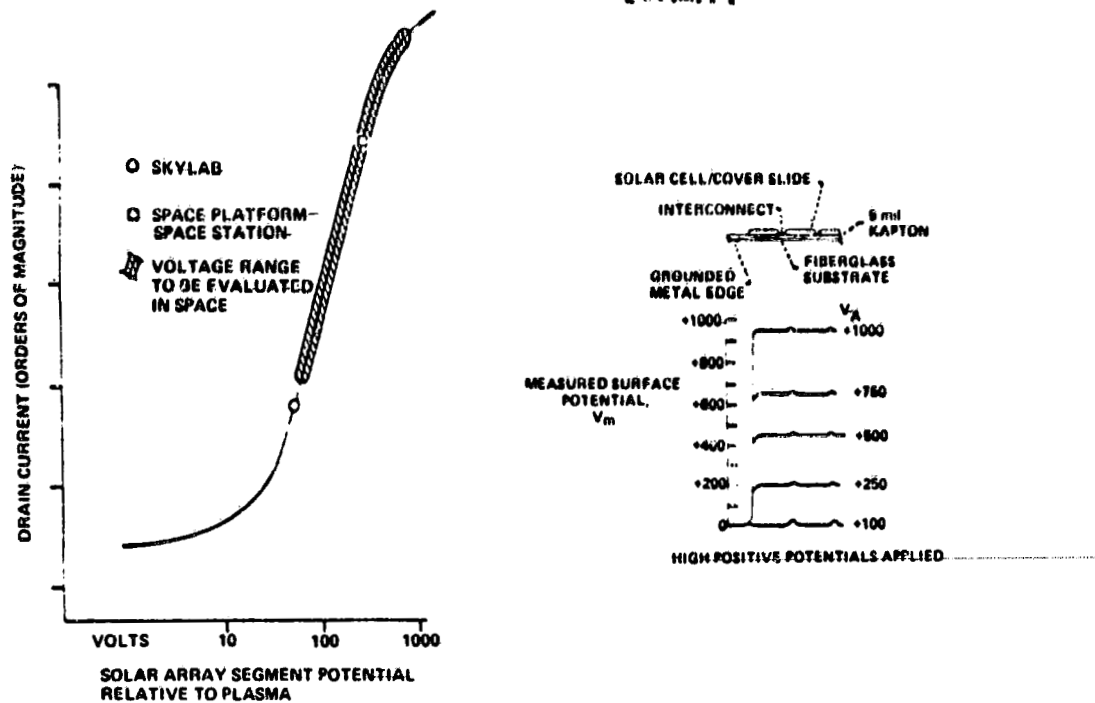 DRAIN CURRENT (ORDERS OF MAGNITUDE)
SKYLAB
SPACE PLATFORM-
SPACE STATION-
VOLTAGE RANGE
TO BE EVALUATED
IN SPACE
VOLTS 10 100 1000
SOLAR ARRAY SEGMENT POTENTIAL
RELATIVE TO PLASMA
SOLAR CELL/COVER SLIDE
INTERCONNECT
mil
KAPTON
FIBERGLASS
SUBSTRATE
GROUNDED
METAL EDGE
MEASURED SURFACE
POTENTIAL,
Vm
+1000
+800
+600
+400
+200
0
VA
+1000
+750
+500
+250
+100
HIGH POSITIVE POTENTIALS APPLIED